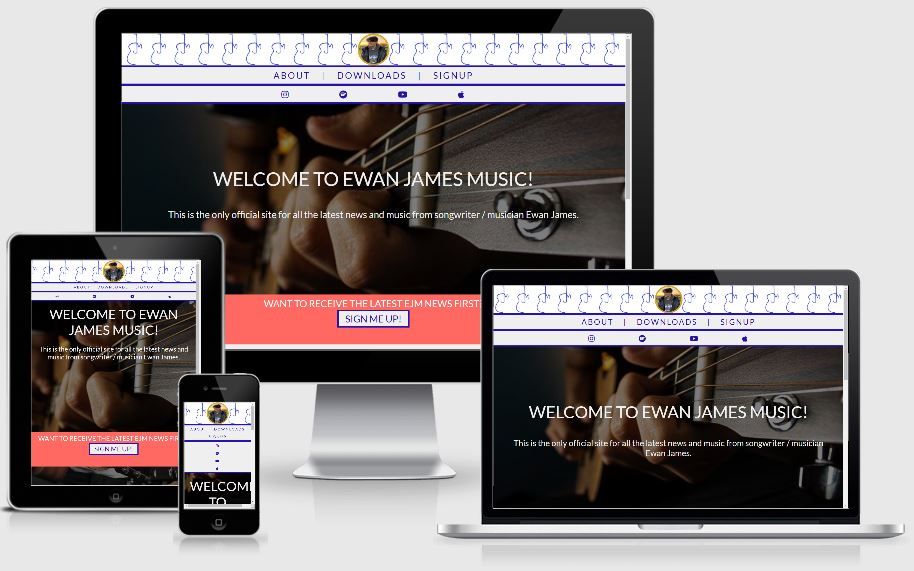 ABOUT | DOWNLOADS | SIGNUP
WELCOME TO EWAN JAMES MUSIC!
This is the only official site for all the latest news and music from songwriter / musician Ewan James.
WANT TO RECEIVE THE LATEST EJM NEWS FIRST?
SIGN ME UP!
ABOUT DOWNLOADS SIGNUP
WELCOME TO EWAN
JAMES MUSIC!
This is the only official site for all the latest news and
music from songwriter / musician Ewan James.
WANT TO RECEIVE THE LATEST EJM NEWS FIR
SIGN ME UP!
ABOUT DOWNLOADS
SIGNUP
WELCOME
TO
ABOUT | DOWNLOADS | SIGNUP
WELCOME TO EWAN JAMES MUSIC!
This is the only official site for all the latest news and music from songwriter / musician
Ewan James.